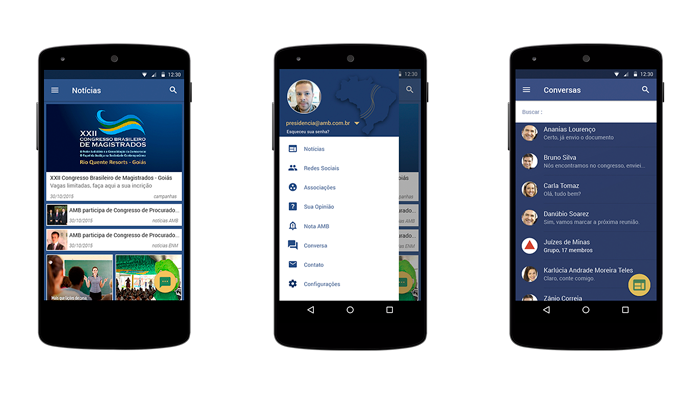 12:30
Notícias
XXII
CONGRESSO BRASILEIRO
DE MAGISTRADOS
Rio Quente Resorts - Goiás
XXII Congresso Brasileiro de Magistrados - Goiás
Vagas limitadas, faça aqui a sua incrição
30/10/2015 campanhas
AMB participa de Congresso de Procurado...
30/10/2015 notícias AMB
AMB participa de Congresso de Procurado...
30/10/2015 notícias ENM
12:30
presidencia@amb.com.br
Esqueceu sua senha?
Notícias
Redes Sociais
Associações
Sua Opinião
Nota AMB
Conversa
Contato
Configurações
12:30
Conversas
Buscar :
Ananias Lourenço
Certo, já envio o documento
Bruno Silva
Nós encontramos no congresso, enviei...
Carla Tomaz
Olá, tudo bem?
Danúbio Soarez
Sim, vamos marcar a próxima reunião.
Juízes de Minas
Grupo, 17 membros
Karlúcia Andrade Moreira Teles
Claro, conte comigo.
Zânio Correia